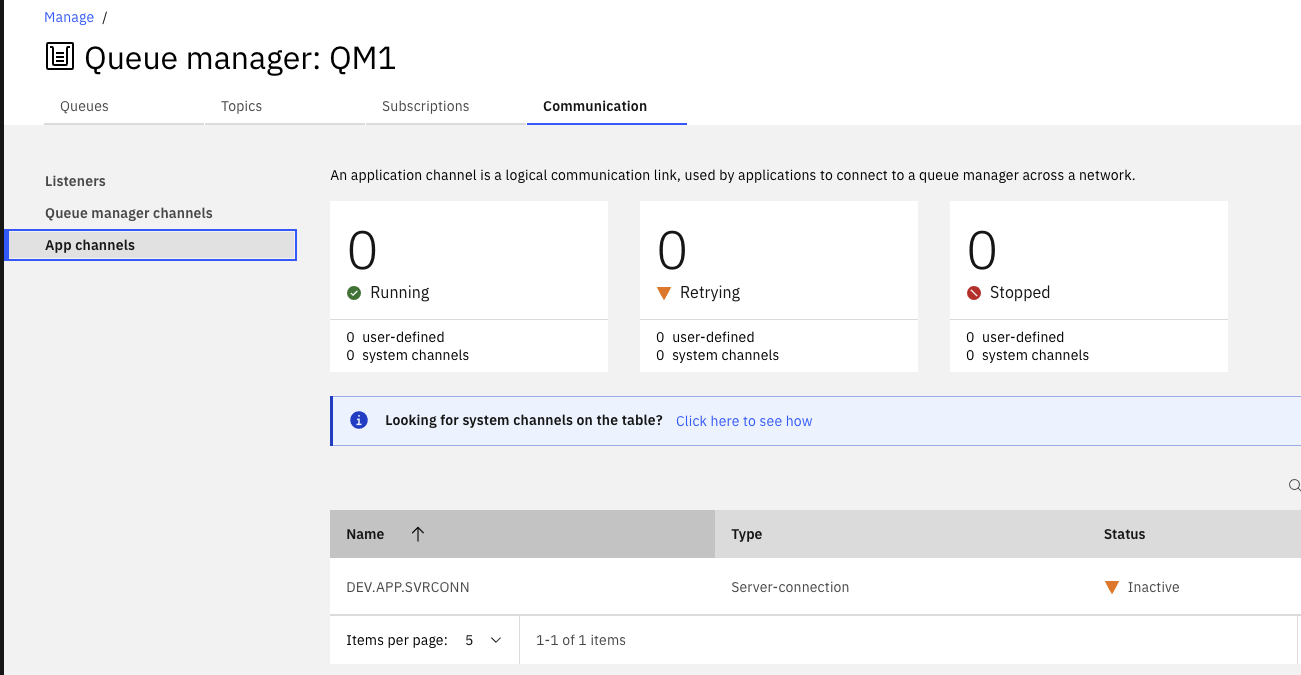 Manage /
Queue manager: QM1
Queues Topics Subscriptions Communication
Listeners
Queue manager channels
App channels
An application channel is a logical communication link, used by applications to connect to a queue manager across a network.
0 0 0
Running Retrying Stopped
0 user-defined 0 user-defined 0 user-defined
0 system channels 0 system channels 0 system channels
Looking for system channels on the table? Click here to see how
Name Type Status
DEV.APP.SVRCONN Server-connection Inactive
Items per page: 5 1-1 of 1 items